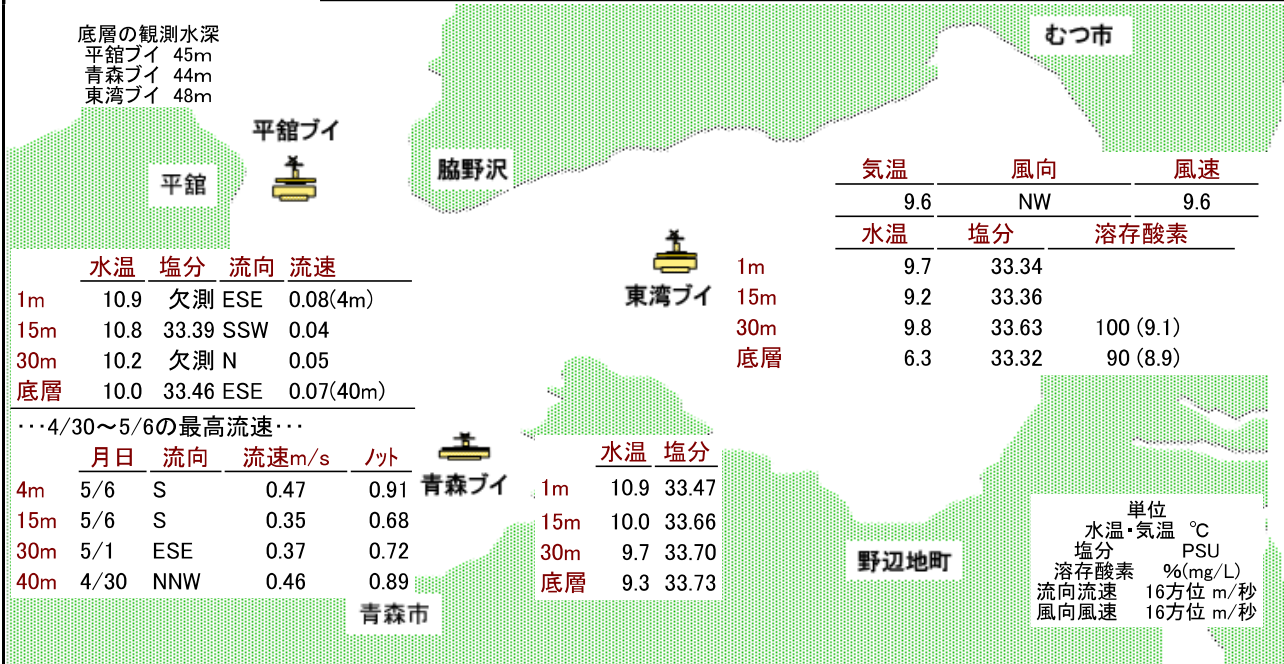 底層の観測水深
平舘ブイ 45m
青森ブイ 44m
東湾ブイ 48m
むつ市
平舘ブイ
平舘
脇野沢
気温 風向 風速
9.6 NW 9.6
水温 塩分 溶存酸素
1m 9.7 33.34
15m 9.2 33.36
30m 9.8 33.63 100 (9.1)
底層 6.3 33.32 90 (8.9)
東湾ブイ
水温 塩分 流向 流速
1m 10.9 欠測 ESE 0.08(4m)
15m 10.8 33.39 SSW 0.04
30m 10.2 欠測 N 0.05
底層 10.0 33.46 ESE 0.07(40m)
･･･4/30～5/6の最高流速･･･
月日 流向 流速m/s ノット
4m 5/6 S 0.47 0.91
15m 5/6 S 0.35 0.68
30m 5/1 ESE 0.37 0.72
40m 4/30 NNW 0.46 0.89
青森ブイ
水温 塩分
1m 10.9 33.47
15m 10.0 33.66
30m 9.7 33.70
底層 9.3 33.73
青森市
野辺地町
単位
水温・気温 ℃
塩分 PSU
溶存酸素 %(mg/L)
流向流速 16方位 m/秒
風向風速 16方位 m/秒